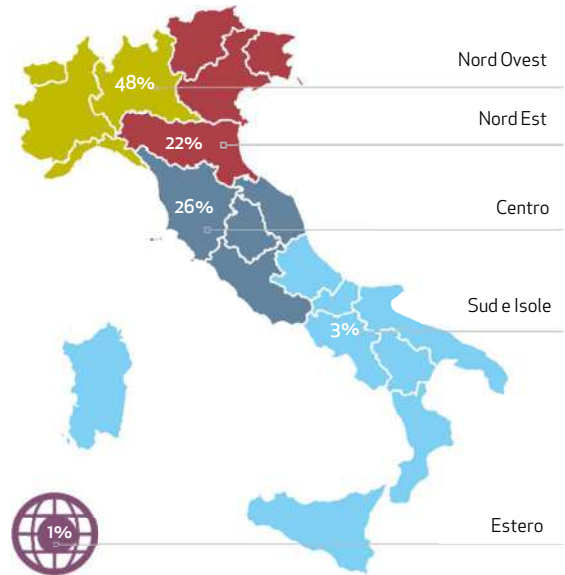 48% Nord Ovest
22% Nord Est
26% Centro
3% Sud e Isole
1% Estero